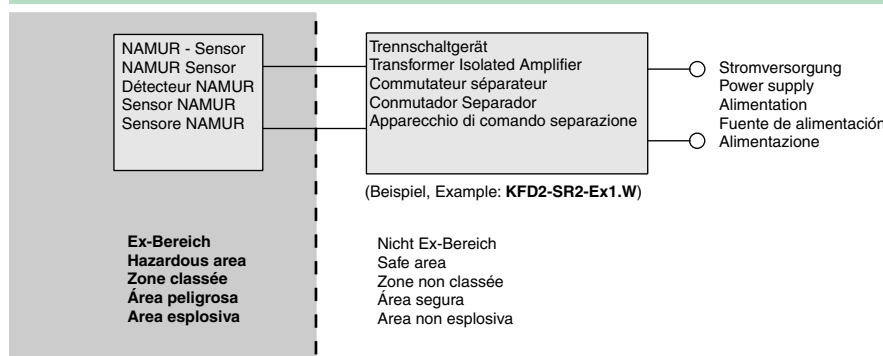 NAMUR - Sensor
NAMUR Sensor
Détecteur NAMUR
Sensor NAMUR
Sensore NAMUR
Trennschaltgerät
Transformer Isolated Amplifier
Commutateur séparateur
Conmutador Separador
Apparecchio di comando separazione
Stromversorgung
Power supply
Alimentation
Fuente de alimentación
Alimentazione
(Beispiel, Example: KFD2-SR2-Ex1.W)
Ex-Bereich
Hazardous area
Zone classée
Área peligrosa
Area esplosiva
Nicht Ex-Bereich
Safe area
Zone non classée
Área segura
Area non esplosiva